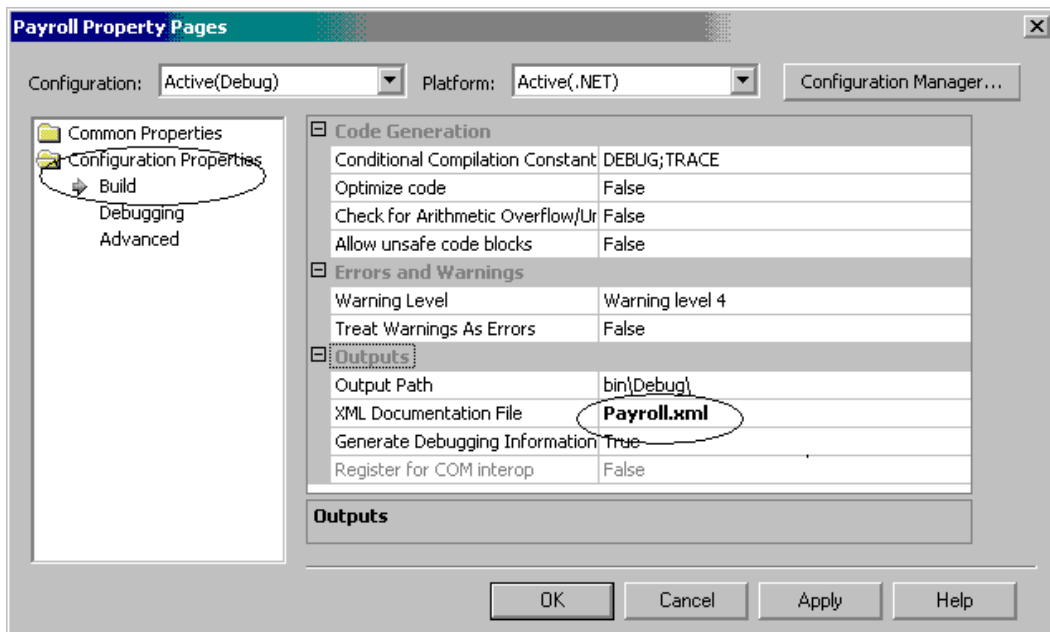 Payroll Property Pages
Configuration: Active(Debug) Platform: Active(.NET) Configuration Manager...
Common Properties
Configuration Properties
Build
Debugging
Advanced
Code Generation
Conditional Compilation Constant DEBUG;TRACE
Optimize code False
Check for Arithmetic Overflow/Ur False
Allow unsafe code blocks False
Errors and Warnings
Warning Level Warning level 4
Treat Warnings As Errors False
Outputs
Output Path bin\Debug\
XML Documentation File Payroll.xml
Generate Debugging Information True
Register for COM interop False
Outputs
OK Cancel Apply Help